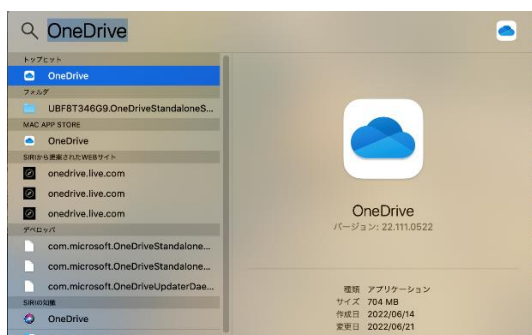 OneDrive
トップヒット
OneDrive
フォルダ
UBF8T346G9.OneDriveStandaloneS...
MAC APP STORE
OneDrive
SIRIから提案されたWEBサイト
onedrive.live.com
onedrive.live.com
onedrive.live.com
デベロッパ
com.microsoft.OneDriveStandalone...
com.microsoft.OneDriveStandalone...
com.microsoft.OneDriveUpdaterDae...
SIRIの知識
OneDrive
OneDrive
バージョン: 22.111.0522
種類 アプリケーション
サイズ 704 MB
作成日 2022/06/14
変更日 2022/06/21